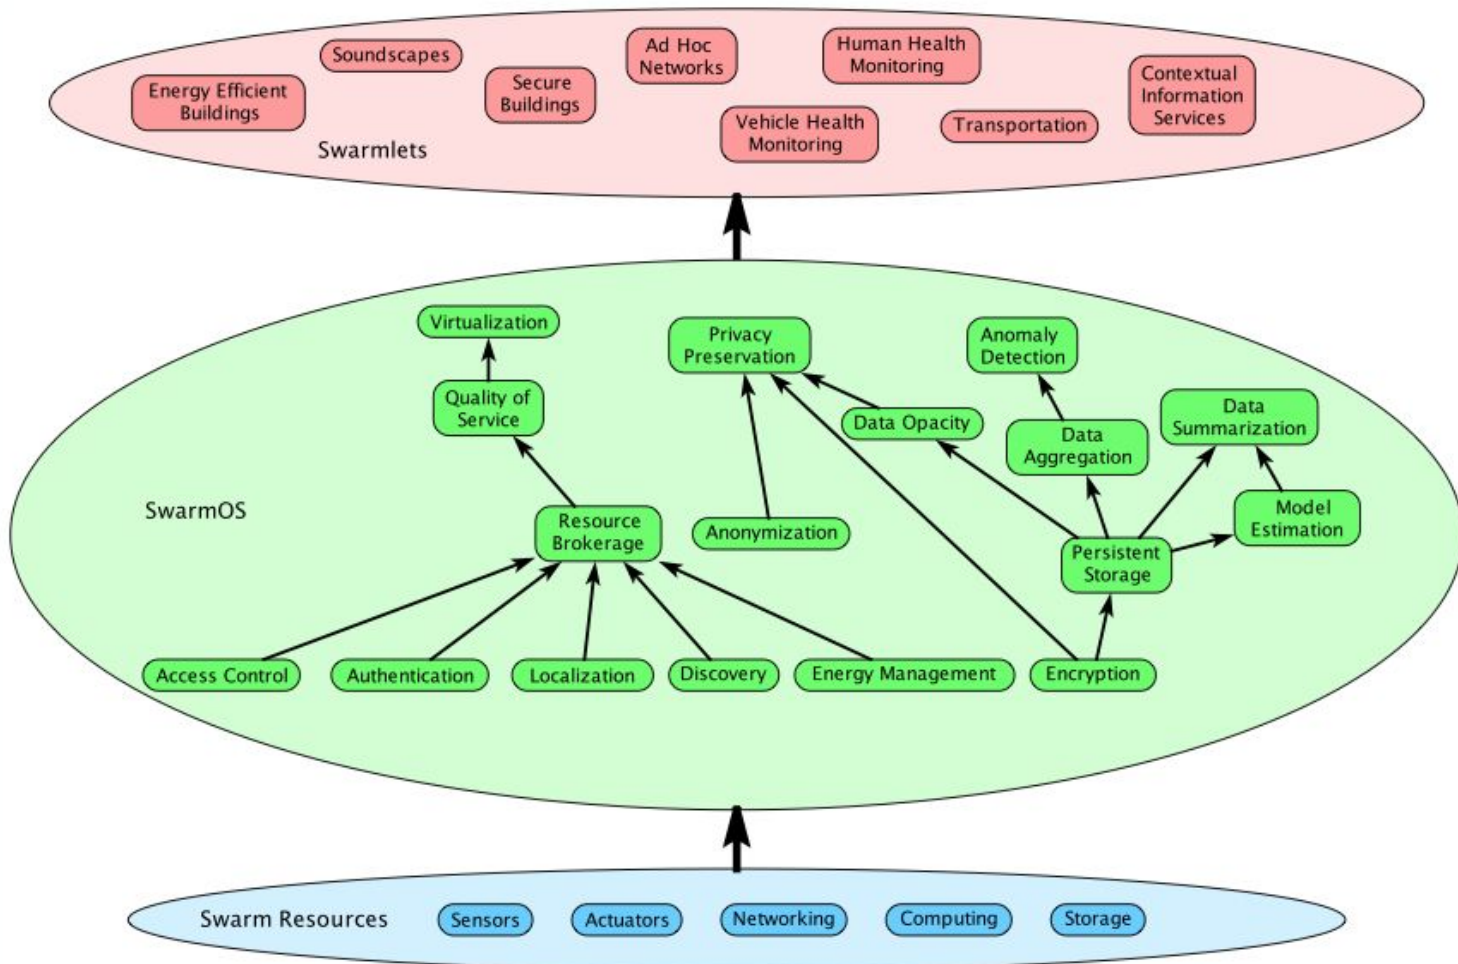 Soundscapes
Ad Hoc
Networks
Human Health
Monitoring
Energy Efficient
Buildings
Secure
Buildings
Contextual
Information
Services
Vehicle Health
Monitoring
Transportation
Swarmlets
Virtualization
Privacy
Preservation
Anomaly
Detection
Quality of
Service
Data Opacity
Data
Aggregation
Data
Summarization
SwarmOS
Resource
Brokerage
Anonymization
Persistent
Storage
Model
Estimation
Access Control
Authentication
Localization
Discovery
Energy Management
Encryption
Swarm Resources
Sensors
Actuators
Networking
Computing
Storage